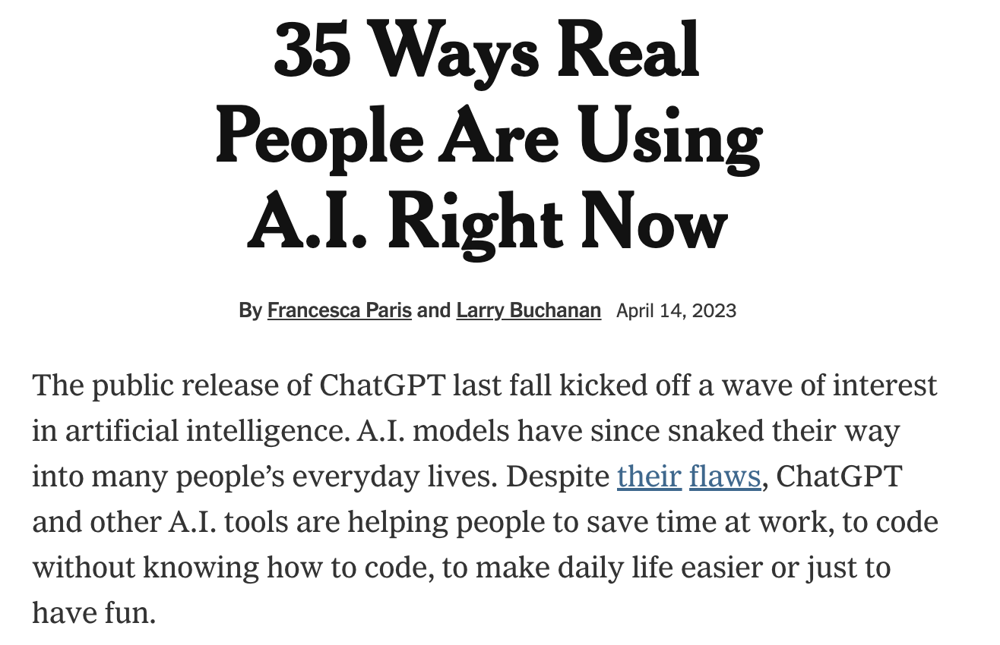 35 Ways Real
People Are Using
A.I. Right Now
By Francesca Paris and Larry Buchanan April 14, 2023
The public release of ChatGPT last fall kicked off a wave of interest
in artificial intelligence. A.I. models have since snaked their way
into many people’s everyday lives. Despite their flaws, ChatGPT
and other A.I. tools are helping people to save time at work, to code
without knowing how to code, to make daily life easier or just to
have fun.